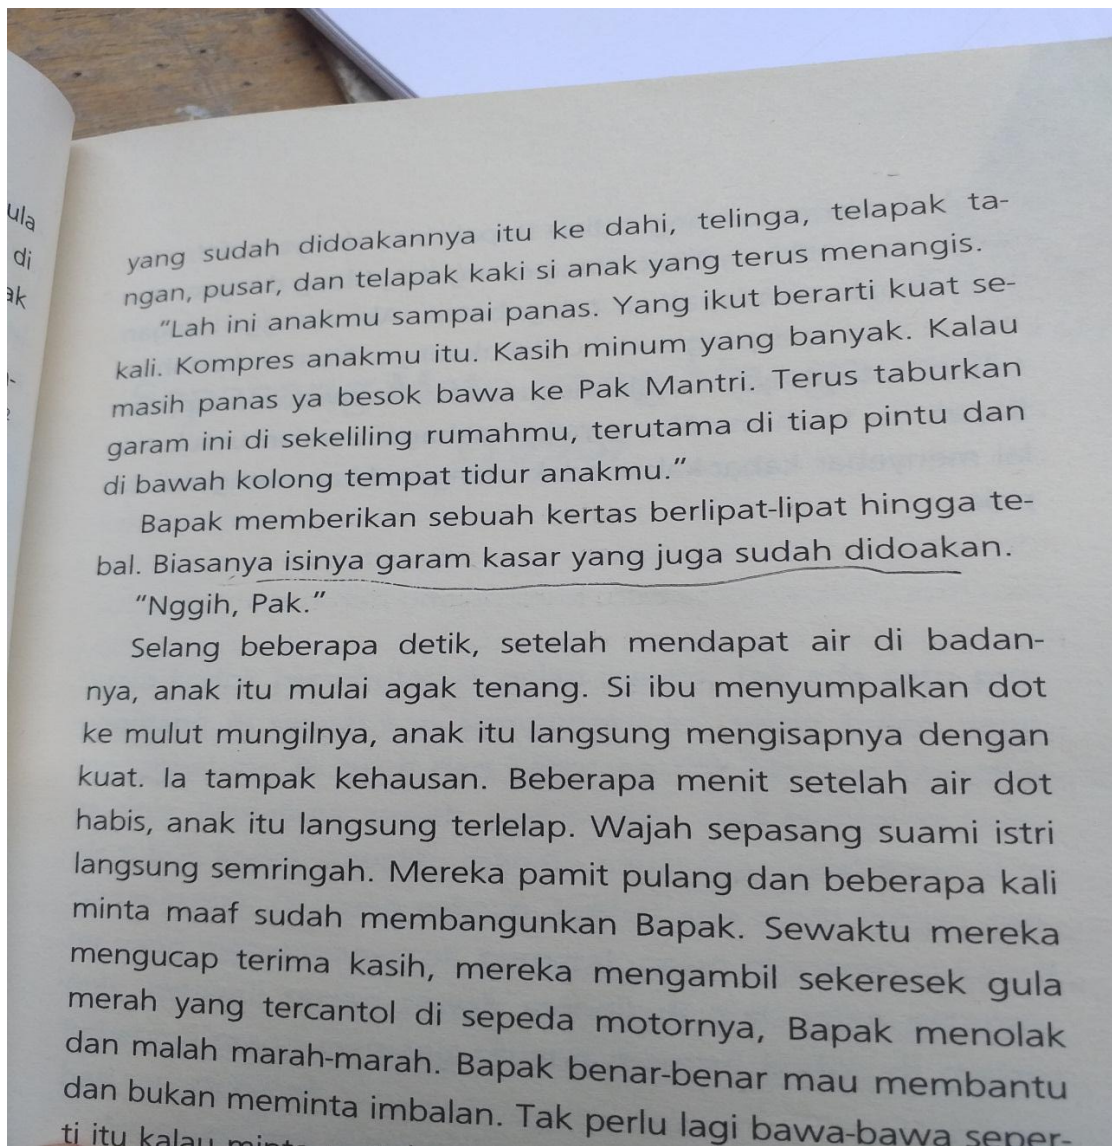 ula
di
ak
yang sudah didoakannya itu ke dahi, telinga, telapak ta-
ngan, pusar, dan telapak kaki si anak yang terus menangis.
"Lah ini anakmu sampai panas. Yang ikut berarti kuat se-
kali. Kompres anakmu itu. Kasih minum yang banyak. Kalau
masih panas ya besok bawa ke Pak Mantri. Terus taburkan
garam ini di sekeliling rumahmu, terutama di tiap pintu dan
di bawah kolong tempat tidur anakmu."
Bapak memberikan sebuah kertas berlipat-lipat hingga te-
bal. Biasanya isinya garam kasar yang juga sudah didoakan.
"Nggih, Pak."
Selang beberapa detik, setelah mendapat air di badan-
nya, anak itu mulai agak tenang. Si ibu menyumpalkan dot
ke mulut mungilnya, anak itu langsung mengisapnya dengan
kuat. Ia tampak kehausan. Beberapa menit setelah air dot
habis, anak itu langsung terlelap. Wajah sepasang suami istri
langsung semringah. Mereka pamit pulang dan beberapa kali
minta maaf sudah membangunkan Bapak. Sewaktu mereka
mengucap terima kasih, mereka mengambil sekeresek gula
merah yang tercantol di sepeda motornya, Bapak menolak
dan malah marah-marah. Bapak benar-benar mau membantu
dan bukan meminta imbalan. Tak perlu lagi bawa-bawa seper-
ti itu kalau